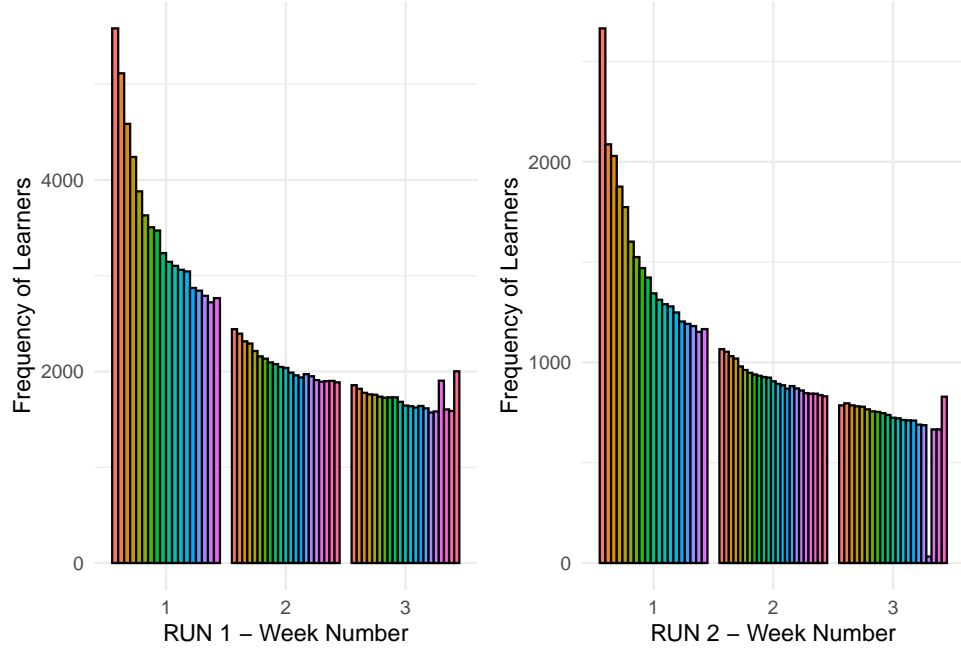 Frequency of Learners
4000
2000
0
1 2 3
RUN 1 – Week Number
Frequency of Learners
2000
1000
0
1 2 3
RUN 2 – Week Number